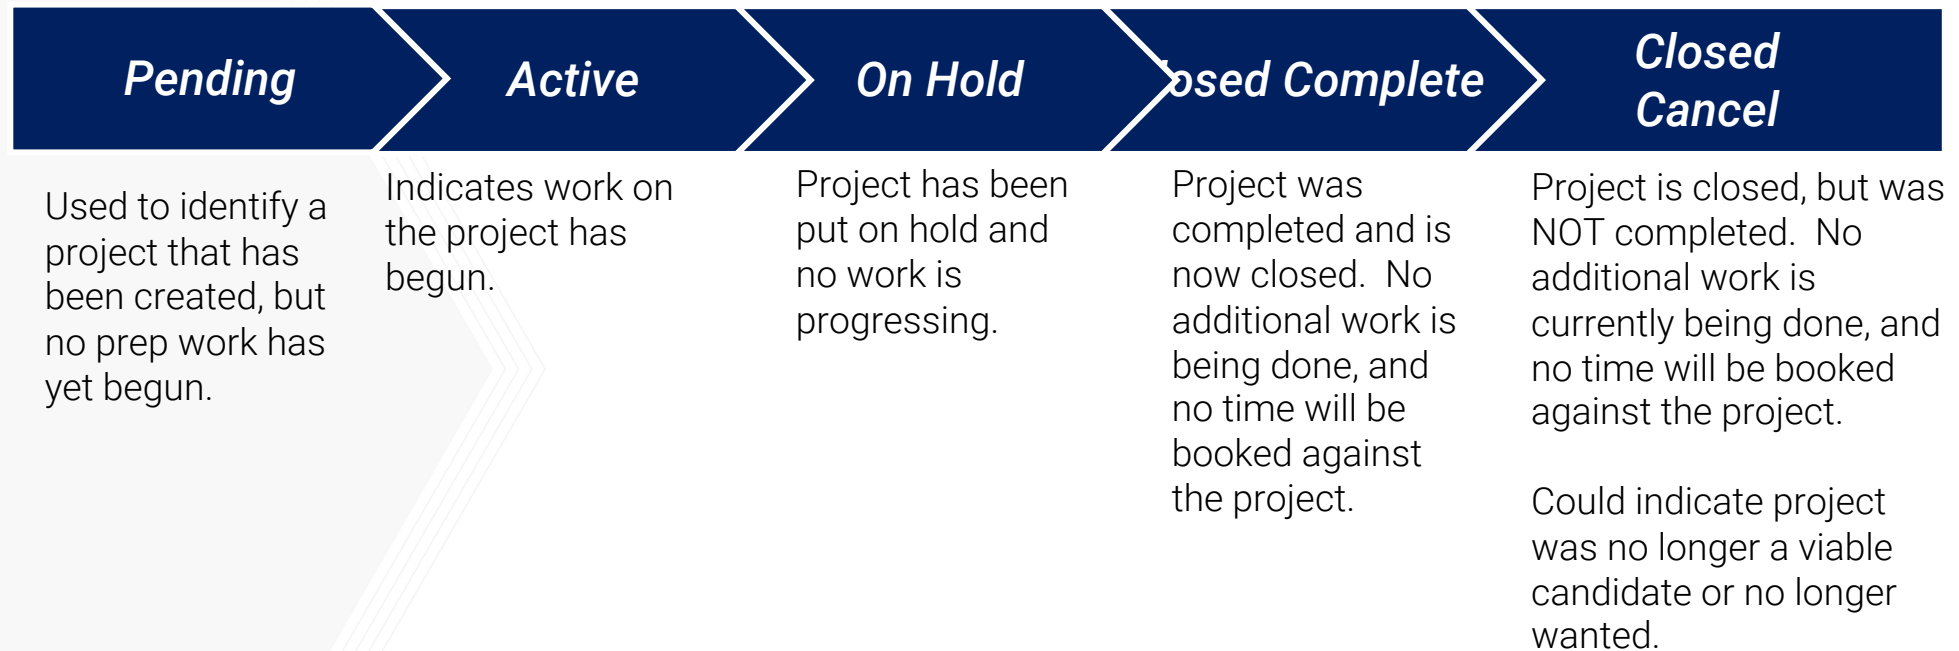 Pending
Used to identify a
project that has
been created, but
no prep work has
yet begun.
Active
Indicates work on
the project has
begun.
On Hold
Project has been
put on hold and
no work is
progressing.
osed Complete
Project was
completed and is
now closed.  No
additional work is
being done, and
no time will be
booked against
the project.
Closed
Cancel
Project is closed, but was
NOT completed.  No
additional work is
currently being done, and
no time will be booked
against the project.
Could indicate project
was no longer a viable
candidate or no longer
wanted.